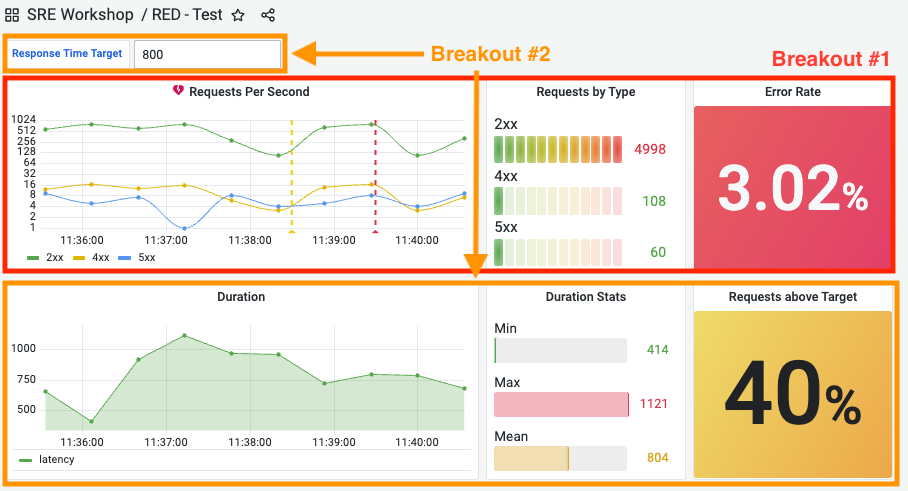 SRE Workshop / RED - Test
Response Time Target
800
Breakout #2
Breakout #1
Requests Per Second
1024
512
256
128
64
32
16
8
4
2
1
11:36:00 11:37:00 11:38:00 11:39:00 11:40:00
2xx 4xx 5xx
Requests by Type
2xx
4998
4xx
108
5xx
60
Error Rate
3.02%
Duration
1000
750
500
11:36:00 11:37:00 11:38:00 11:39:00 11:40:00
latency
Duration Stats
Min
414
Max
1121
Mean
804
Requests above Target
40%